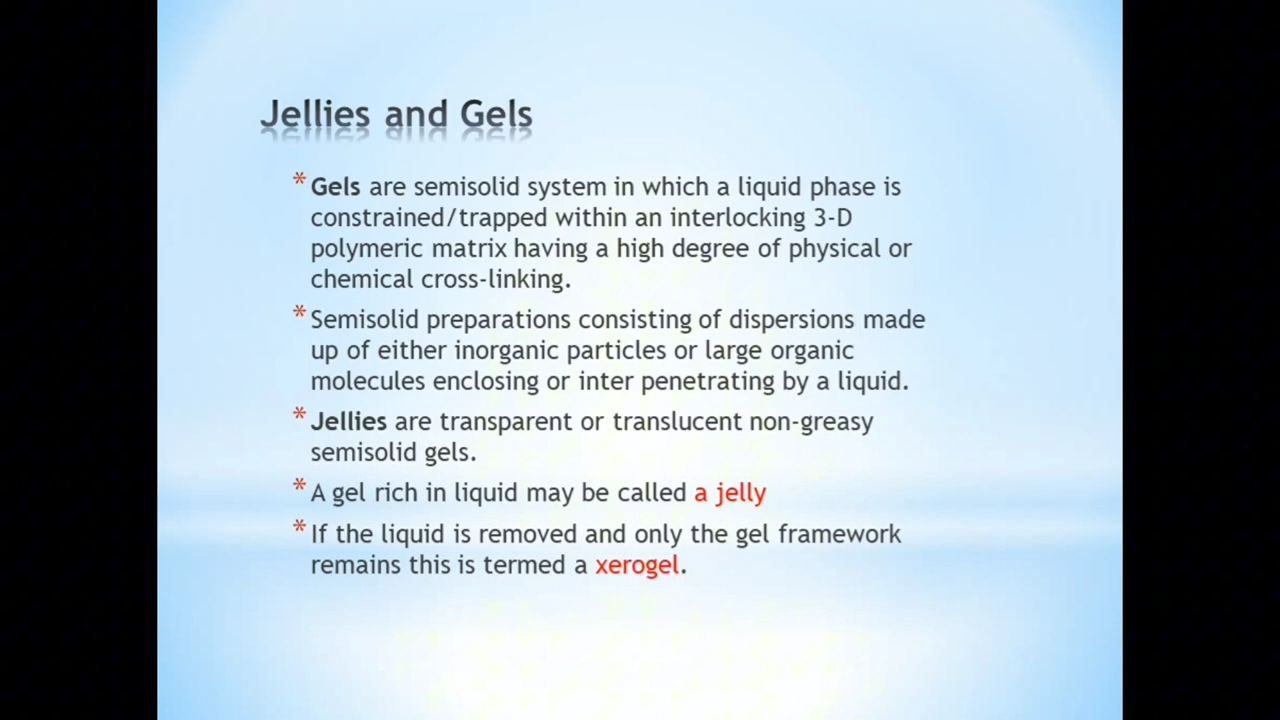 Jellies and Gels
* Gels are semisolid system in which a liquid phase is
constrained/trapped within an interlocking 3-D
polymeric matrix having a high degree of physical or
chemical cross-linking.
* Semisolid preparations consisting of dispersions made
up of either inorganic particles or large organic
molecules enclosing or inter penetrating by a liquid.
* Jellies are transparent or translucent non-greasy
semisolid gels.
* A gel rich in liquid may be called a jelly
* If the liquid is removed and only the gel framework
remains this is termed a xerogel.